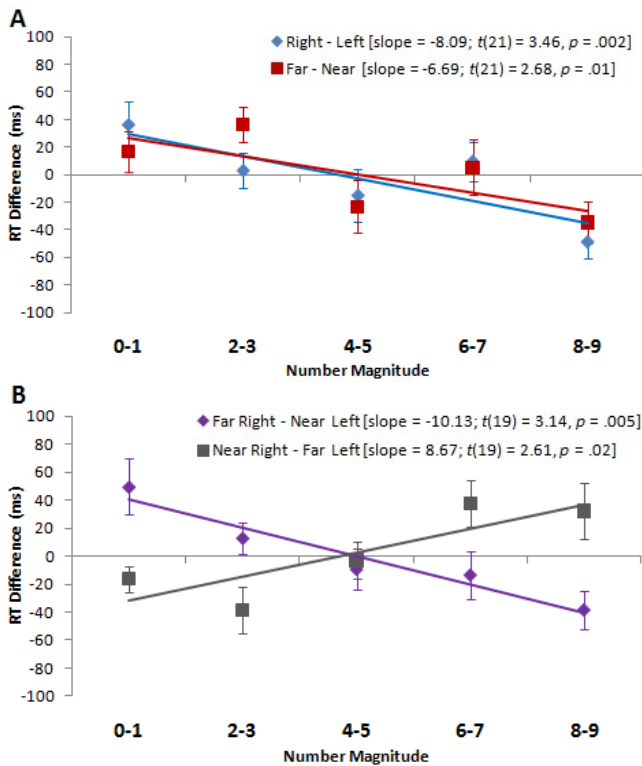 A
Right - Left [slope = -8.09; t(21) = 3.46, p = .002]
Far - Near [slope = -6.69; t(21) = 2.68, p = .01]
RT Difference (ms)
100
80
60
40
20
0
-20
-40
-60
-80
-100
0-1 2-3 4-5 6-7 8-9
Number Magnitude
B
Far Right - Near Left [slope = -10.13; t(19) = 3.14, p = .005]
Near Right - Far Left [slope = 8.67; t(19) = 2.61, p = .02]
RT Difference (ms)
100
80
60
40
20
0
-20
-40
-60
-80
-100
0-1 2-3 4-5 6-7 8-9
Number Magnitude